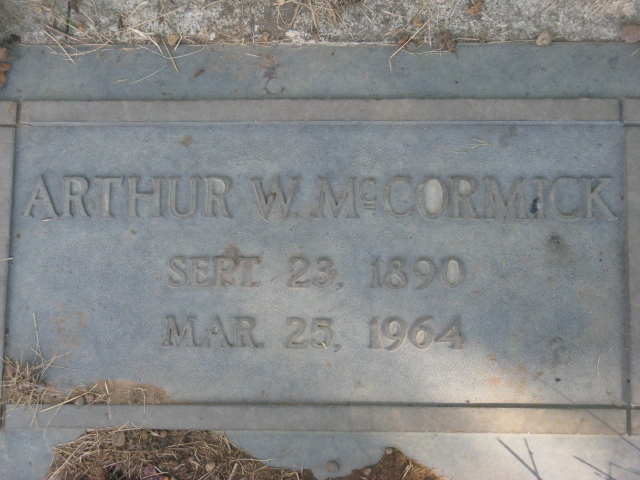 ARTHUR W. McCORMICK
SEPT. 23, 1890
MAR. 25, 1964